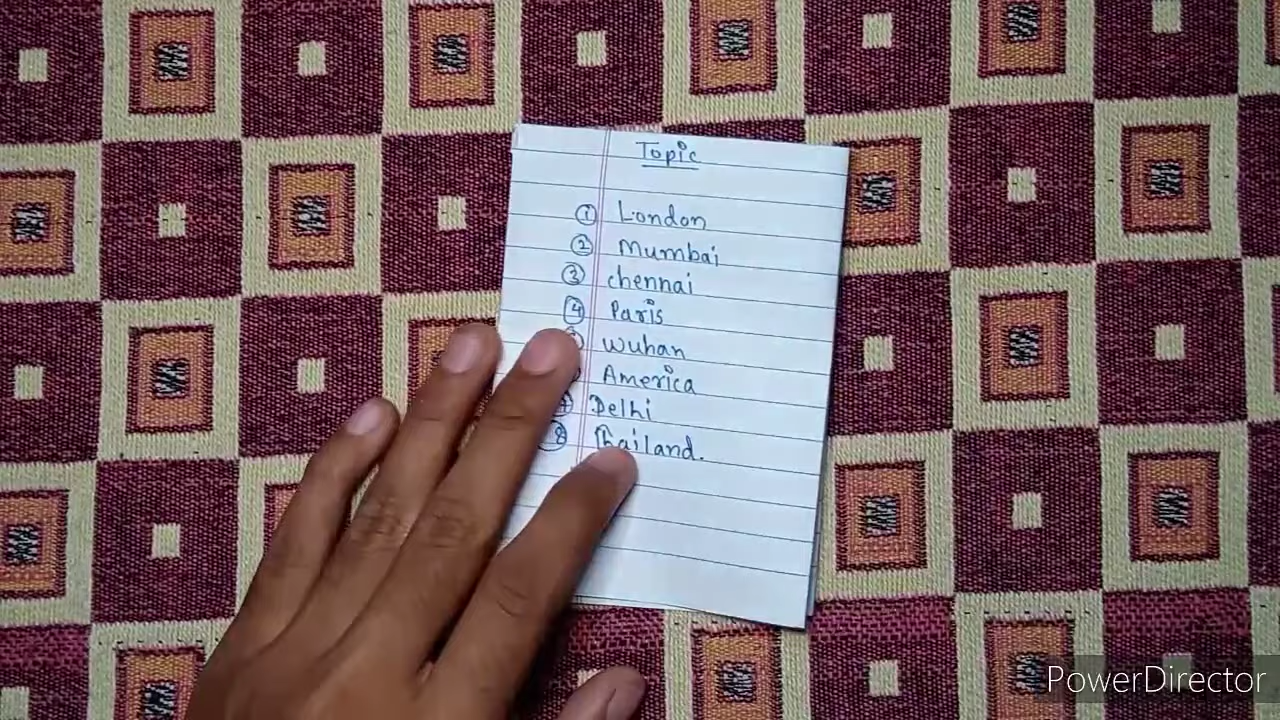 Topic
① London
② Mumbai
③ chennai
④ Paris
Wuhan
America
Delhi
⑧ Thailand.
PowerDirector